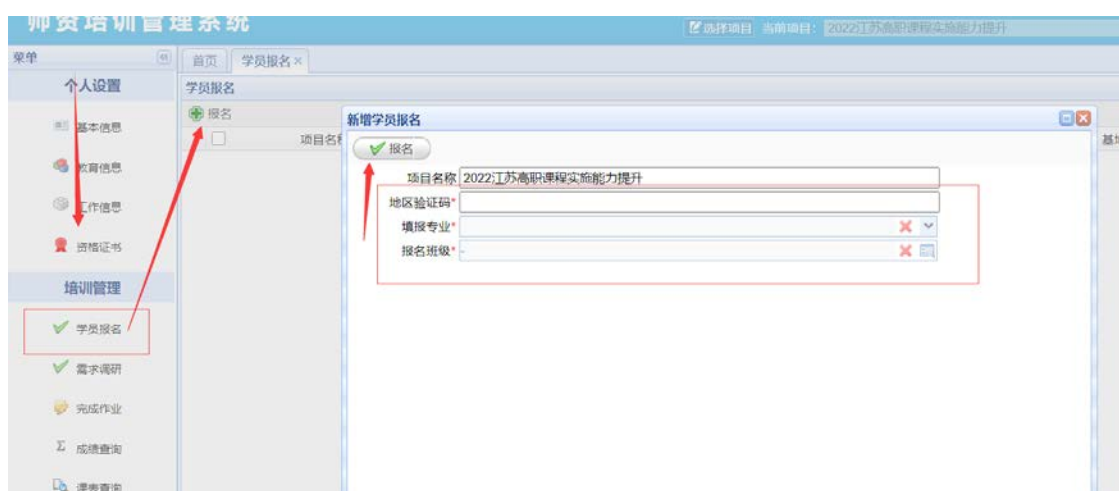 师资培训管理系统
选择项目 当前项目： 2022江苏高职课程实施能力提升
菜单
首页 学员报名
个人设置
学员报名
报名
新增学员报名
基本信息
项目名称
报名
教育信息
项目名称 2022江苏高职课程实施能力提升
地区验证码*
工作信息
填报专业*
资格证书
报名班级* -
培训管理
学员报名
需求调研
完成作业
Σ 成绩查询
课表查询